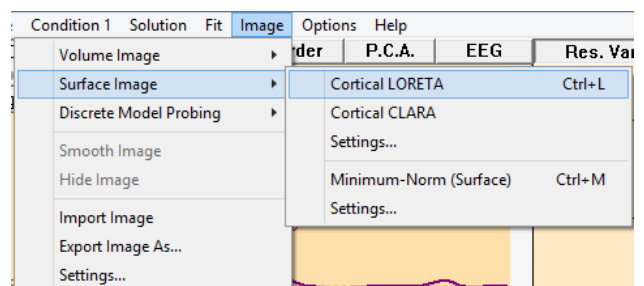 Condition 1 Solution Fit Image Options Help
rder P.C.A. EEG Res. Var
Volume Image
Surface Image
Discrete Model Probing
Smooth Image
Hide Image
Import Image
Export Image As...
Settings...
Cortical LORETA Ctrl+L
Cortical CLARA
Settings...
Minimum-Norm (Surface) Ctrl+M
Settings...